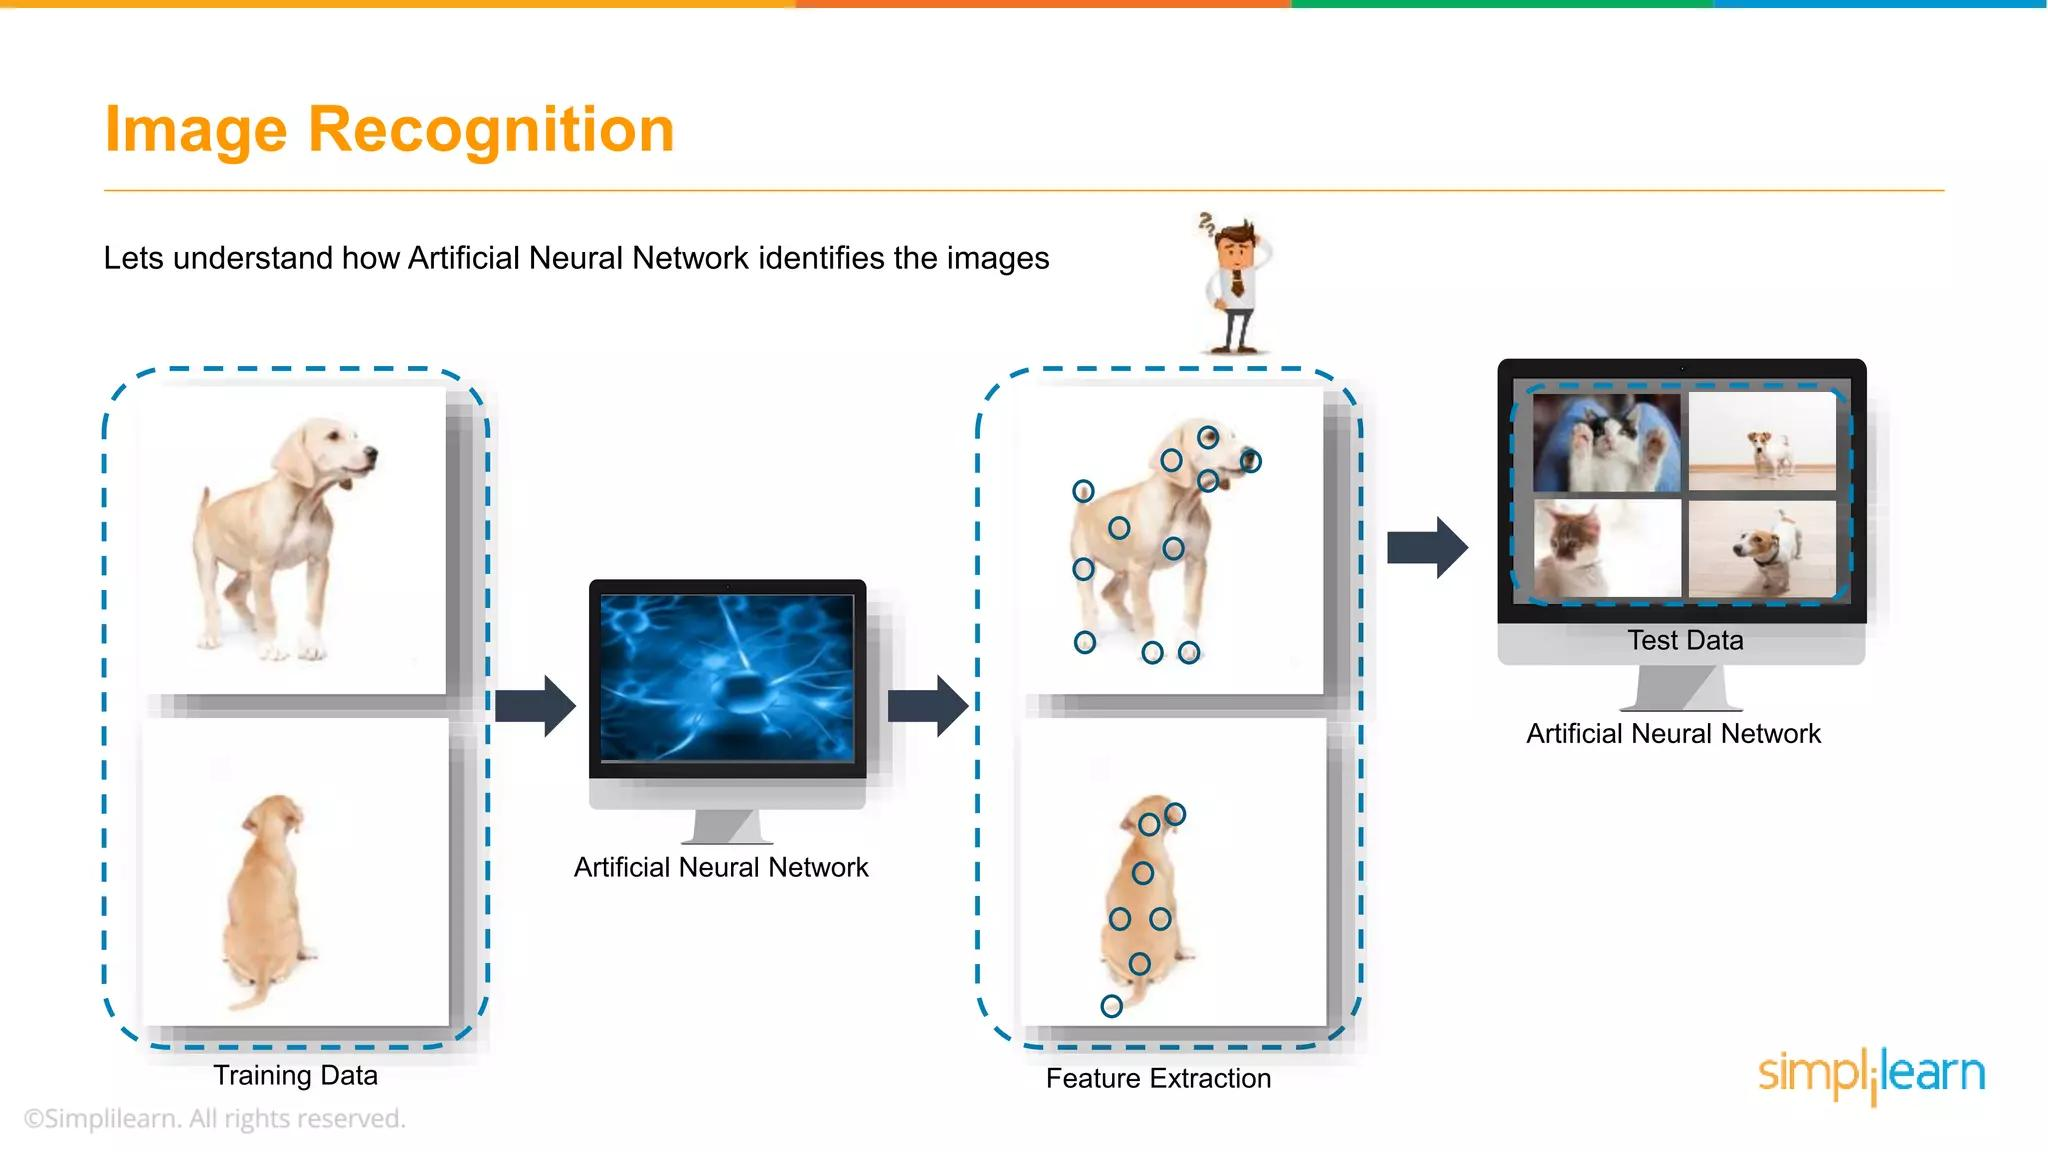 Image Recognition
Lets understand how Artificial Neural Network identifies the images
??
??
Test Data
Artificial Neural Network
Artificial Neural Network
Training Data
Feature Extraction
simplilearn
©Simplilearn. All rights reserved.